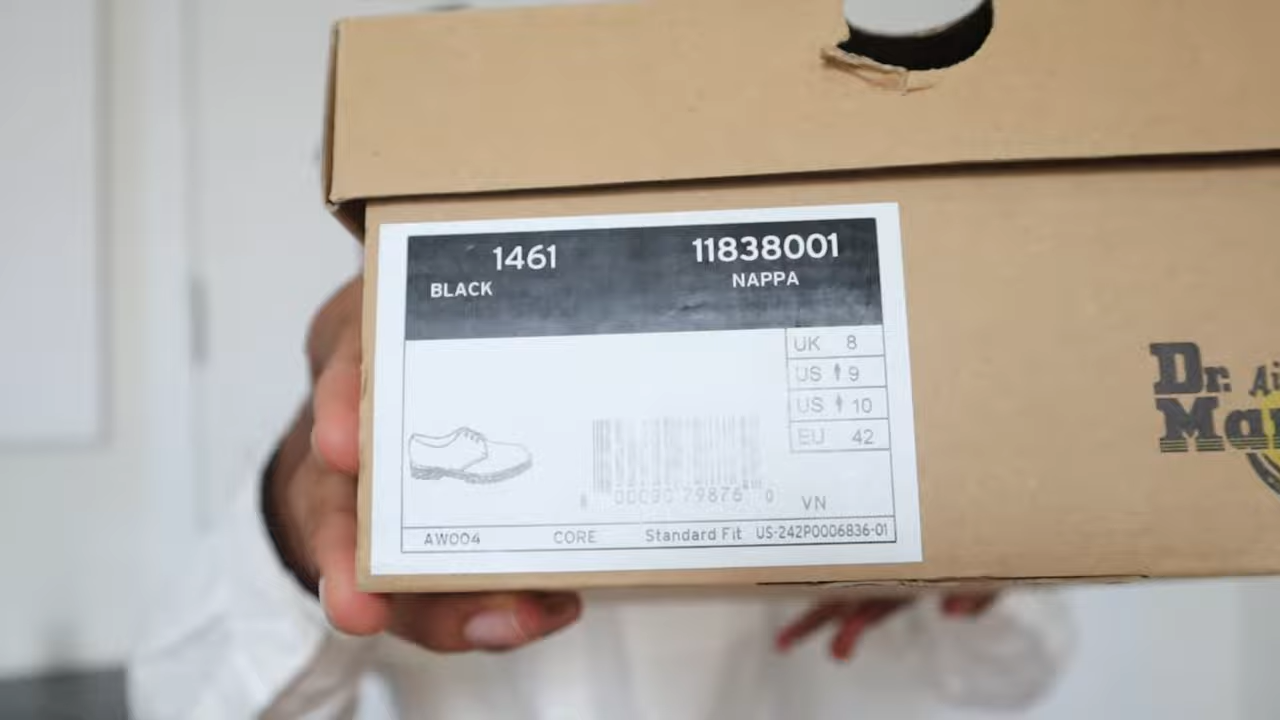 1461 11838001
BLACK NAPPA
UK 8
US 9
US 10
EU 42
VN
AW004 CORE Standard Fit US-242P0006836-01
Dr.